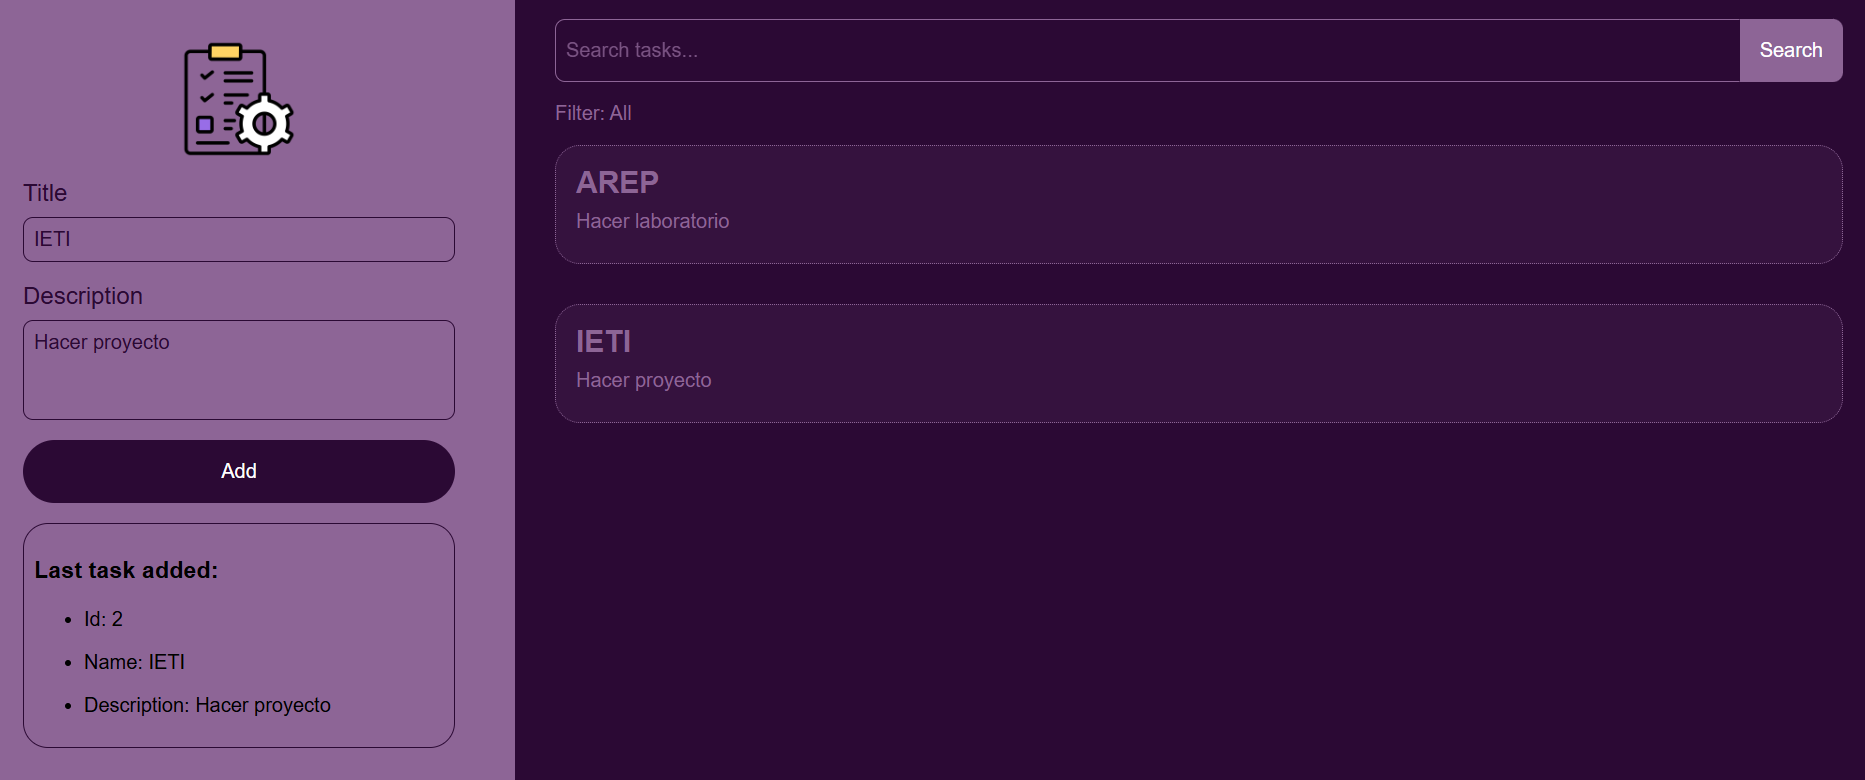 Title
IETI
Description
Hacer proyecto
Add
Last task added:
Id: 2
Name: IETI
Description: Hacer proyecto
Search tasks...
Search
Filter: All
AREP
Hacer laboratorio
IETI
Hacer proyecto